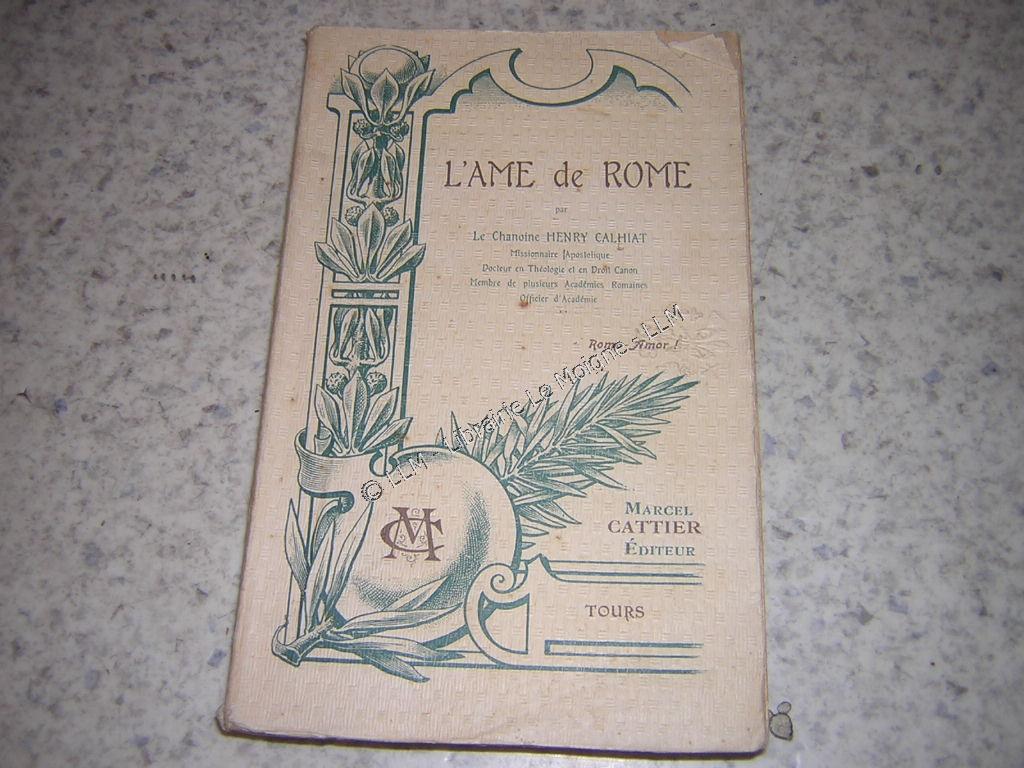 L'AME de ROME
par
Le Chanoine HENRY CALHIAT
Missionnaire Apostolique
Docteur en Théologie et en Droit Canon
Membre de plusieurs Académies Romaines
Officier d'Académie
Roma Amor !
© LLM - Librairie Le Moigne - LLM
MC
MARCEL
CATTIER
ÉDITEUR
TOURS